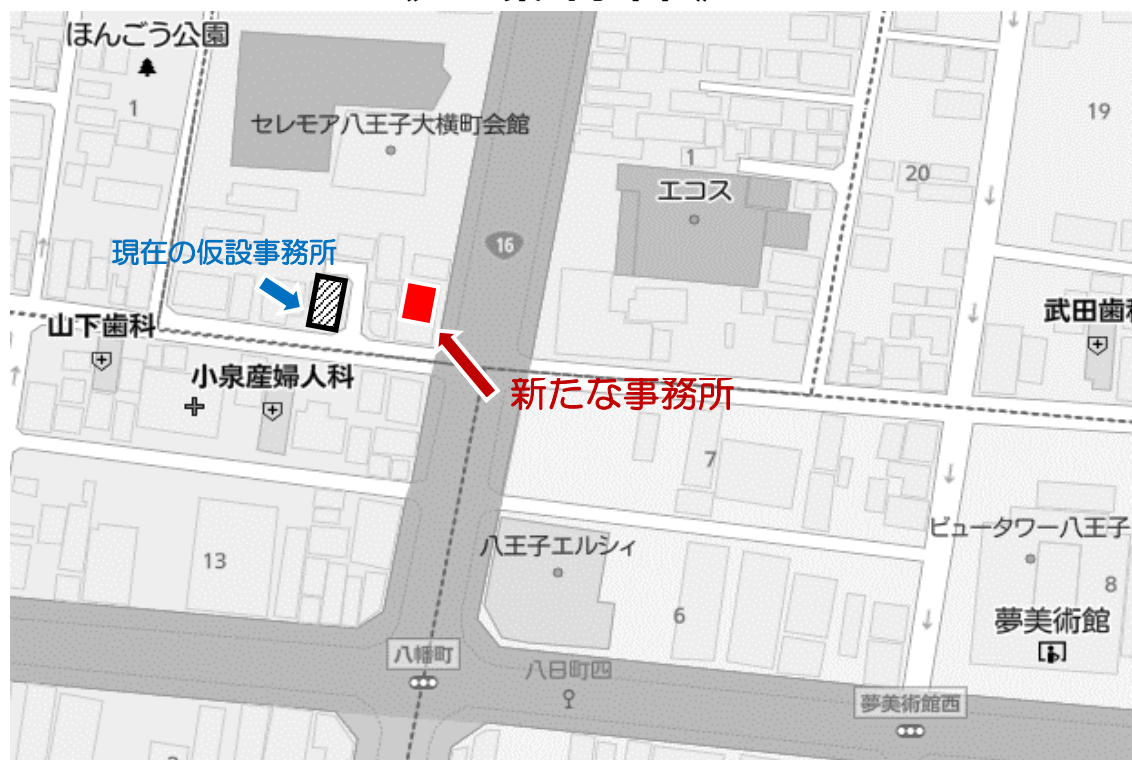 ほんごう公園
1
セレモア八王子大横町会館
19
1
エコス
20
16
現在の仮設事務所
山下歯科
武田歯
小泉産婦人科
新たな事務所
7
ビュータワー八王子
八王子エルシィ
13
8
6
夢美術館
八幡町
八日町四
夢美術館西